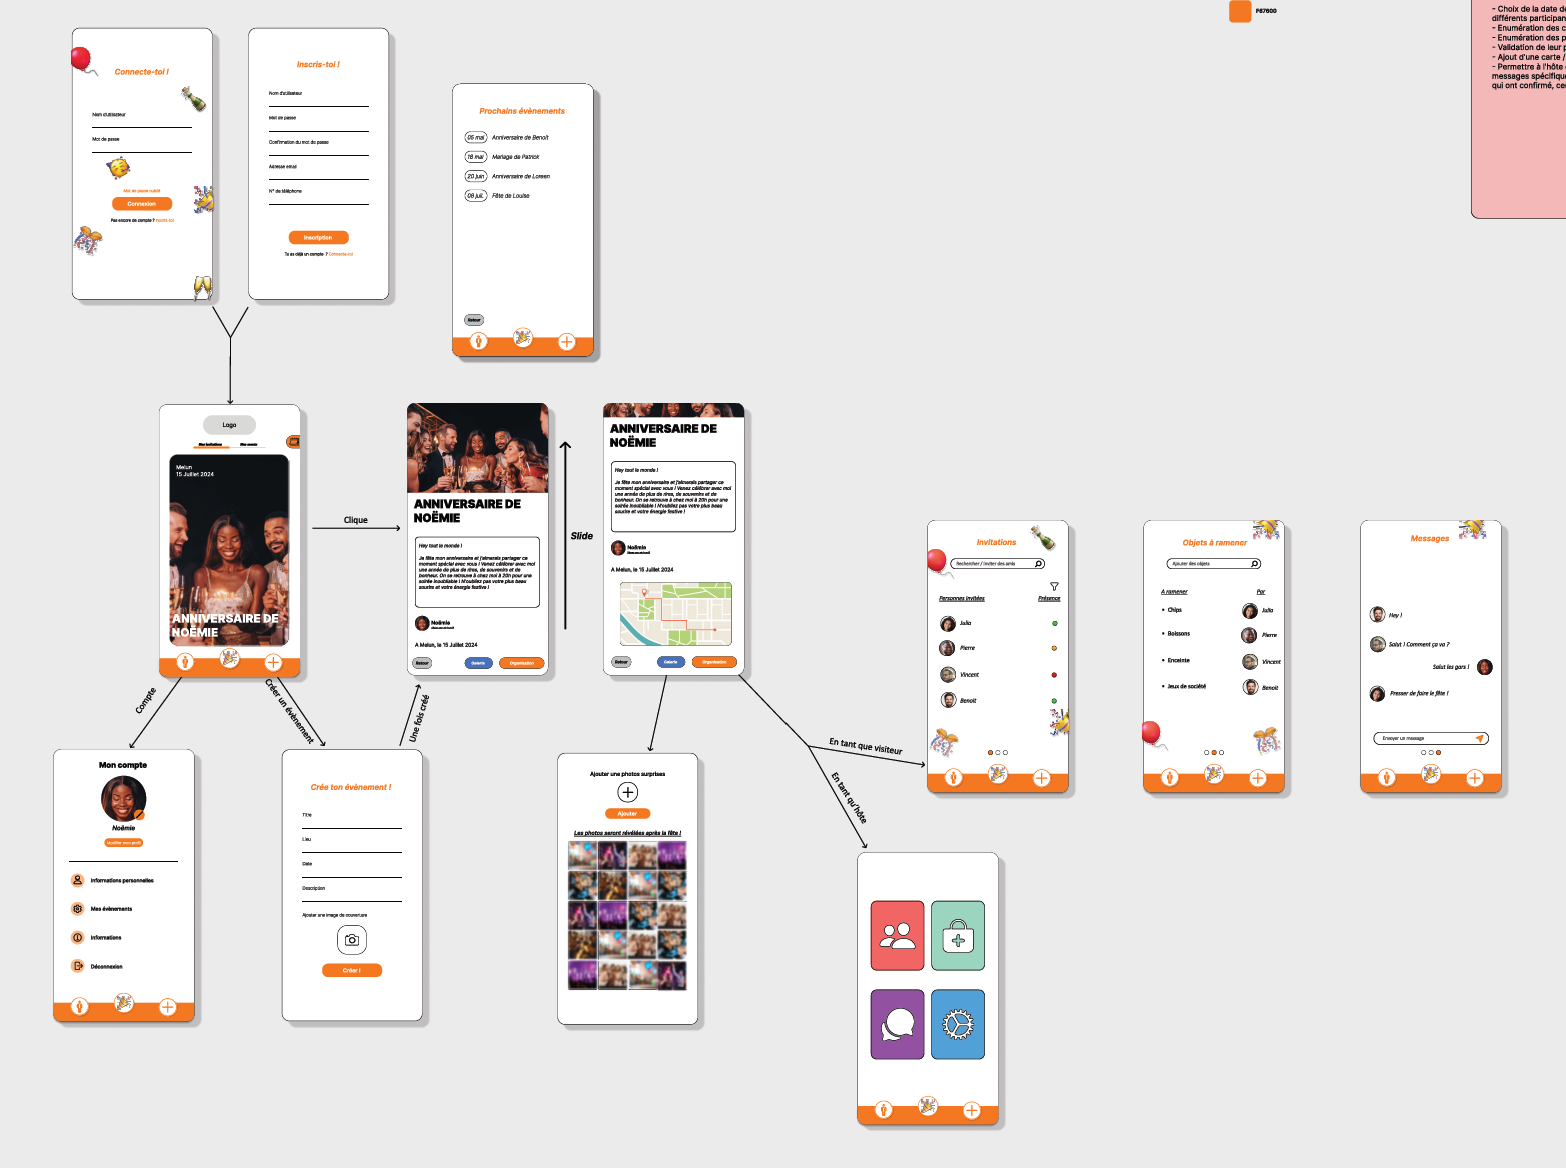 F87600
- Choix de la date de
différents participan
- Enumération des c
- Enumération des p
- Validation de leur p
- Ajout d'une carte /
- Permettre à l'hôte
messages spécifique
qui ont confirmé, ce
Connecte-toi !
Nom d'utilisateur
Mot de passe
Mot de passe oublié
Connexion
Pas encore de compte ? Inscris-toi
Inscris-toi !
Nom d'utilisateur
Mot de passe
Confirmation du mot de passe
Adresse email
N° de téléphone
Inscription
Tu as déjà un compte ? Connecte-toi
Prochains évènements
05 mai Anniversaire de Benoît
18 mai Mariage de Patrick
20 juin Anniversaire de Loreen
08 juil. Fête de Louise
Retour
Logo
Mes invitations Mes events
Melun
15 Juillet 2024
ANNIVERSAIRE DE
NOËMIE
Clique
ANNIVERSAIRE DE
NOËMIE
Hey tout le monde !
Je fête mon anniversaire et j'aimerais partager ce
moment spécial avec vous ! Venez célébrer avec moi
une année de plus de rires, de souvenirs et de
bonheur. On se retrouve à chez moi à 20h pour une
soirée inoubliable ! N'oubliez pas votre plus beau
sourire et votre énergie festive !
Noëmie
A Melun, le 15 Juillet 2024
Retour
Galerie
Organisation
Slide
ANNIVERSAIRE DE
NOËMIE
Hey tout le monde !
Je fête mon anniversaire et j'aimerais partager ce
moment spécial avec vous ! Venez célébrer avec moi
une année de plus de rires, de souvenirs et de
bonheur. On se retrouve à chez moi à 20h pour une
soirée inoubliable ! N'oubliez pas votre plus beau
sourire et votre énergie festive !
Noëmie
A Melun, le 15 Juillet 2024
Retour
Galerie
Organisation
Compte
Créer un évènement
Une fois créé
En tant que visiteur
En tant qu'hôte
Invitations
Rechercher / Inviter des amis
Personnes invitées Présence
Julia
Pierre
Vincent
Benoit
Objets à ramener
Ajouter des objets
A ramener Par
Chips Julia
Boissons Pierre
Enceinte Vincent
Jeux de société Benoit
Messages
Hey !
Salut ! Comment ça va ?
Salut les gars !
Presser de faire la fête !
Envoyer un message
Mon compte
Noëmie
Modifier mon profil
Informations personnelles
Mes évènements
Informations
Déconnexion
Crée ton évènement !
Titre
Lieu
Date
Description
Ajouter une image de couverture
Créer !
Ajouter une photos surprises
Ajouter
Les photos seront révélées après la fête !